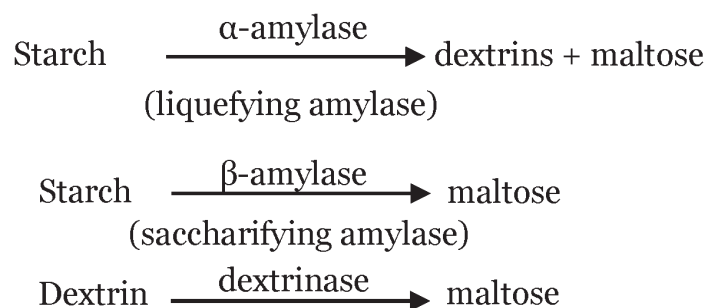 α-amylase
Starch dextrins + maltose
(liquefying amylase)
β-amylase
Starch maltose
(saccharifying amylase)
dextrinase
Dextrin maltose